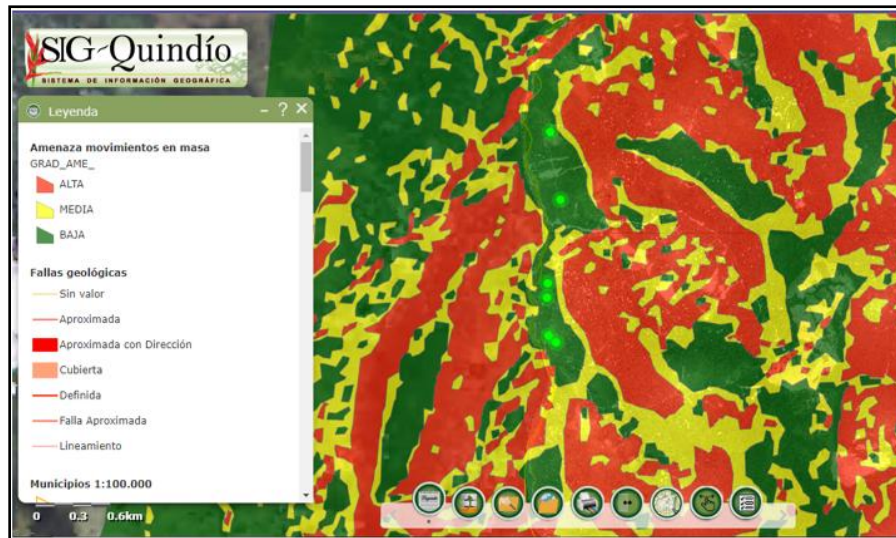 SIG-Quindío
SISTEMA DE INFORMACIÓN GEOGRÁFICA
Leyenda
Amenaza movimientos en masa
GRAD_AME_
ALTA
MEDIA
BAJA
Fallas geológicas
Sin valor
Aproximada
Aproximada con Dirección
Cubierta
Definida
Falla Aproximada
Lineamiento
Municipios 1:100.000
0 0.3 0.6km